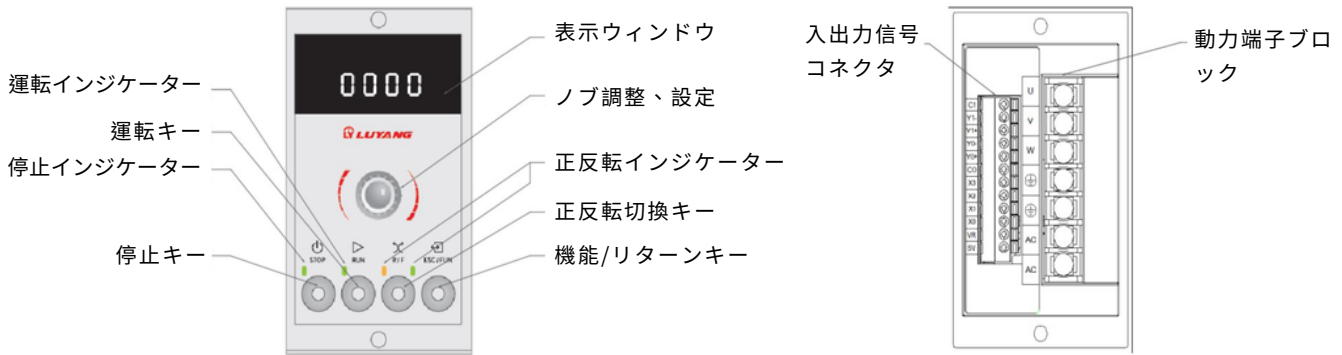 表示ウィンドウ
0000
運転インジケーター
ノブ調整、設定
LUYANG
運転キー
停止インジケーター
正反転インジケーター
正反転切換キー
STOP
RUN
R/F
ESC/FUN
停止キー
機能/リターンキー
入出力信号
コネクタ
動力端子ブロ
ック
U
V
W
AC
AC
C1
Y1-
Y1+
Y0-
Y0+
C0
X3
X2
X1
X0
VR
5V